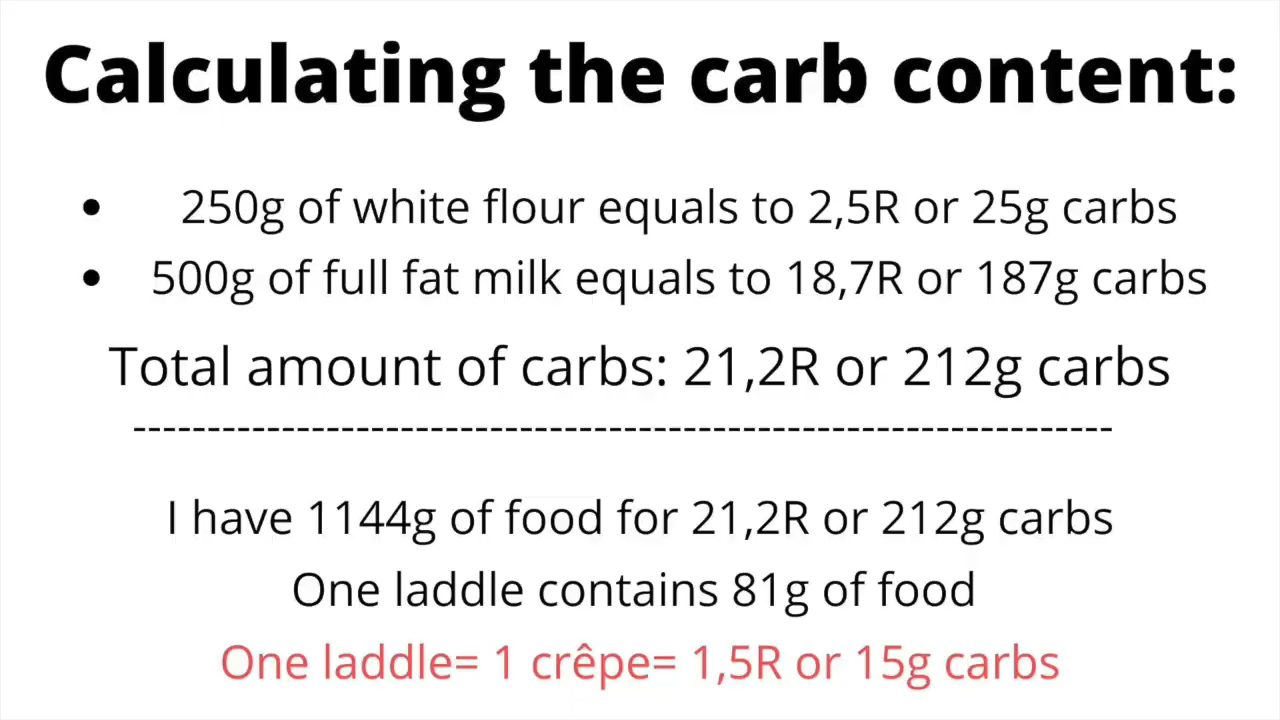 Calculating the carb content:
• 250g of white flour equals to 2,5R or 25g carbs
• 500g of full fat milk equals to 18,7R or 187g carbs
Total amount of carbs: 21,2R or 212g carbs
------------------------------------------------------------------
I have 1144g of food for 21,2R or 212g carbs
One laddle contains 81g of food
One laddle= 1 crêpe= 1,5R or 15g carbs